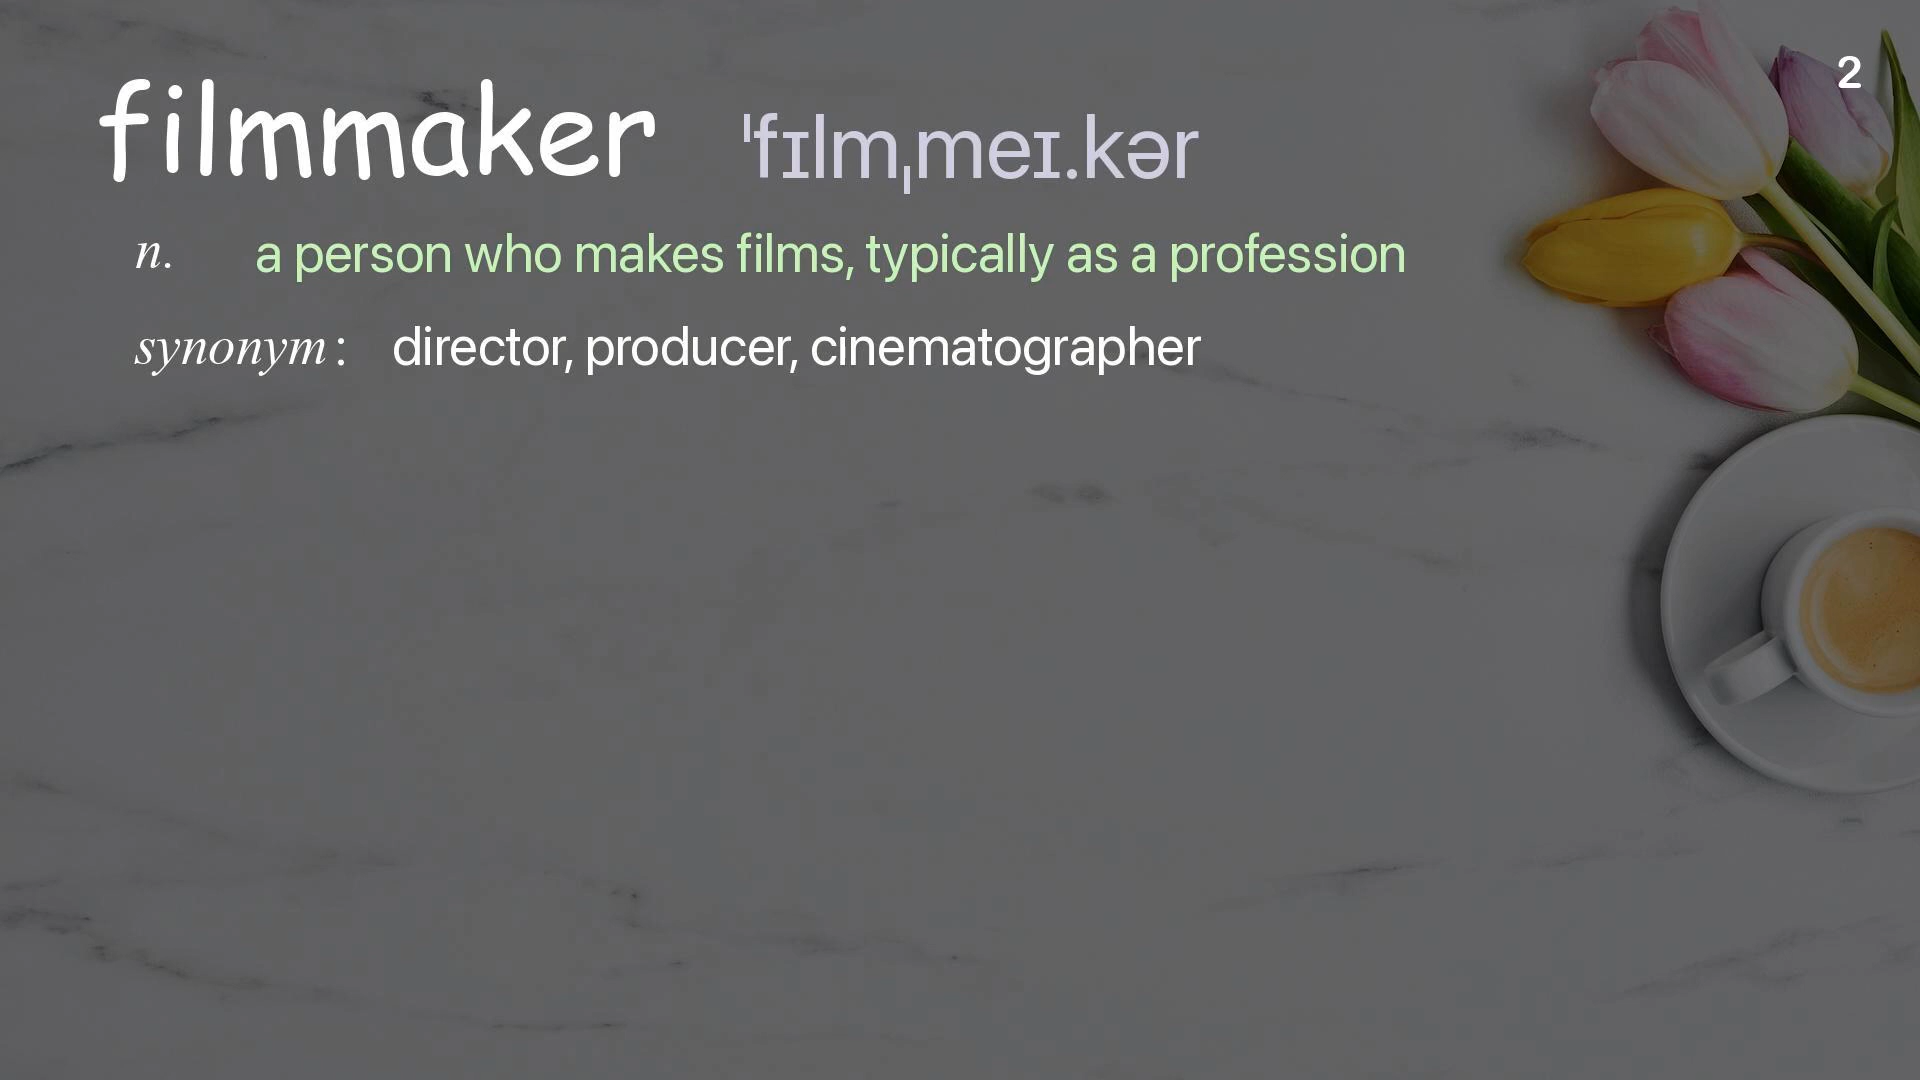 filmmaker ˈfɪlmˌmeɪ.kər
2
n. a person who makes films, typically as a profession
synonym: director, producer, cinematographer